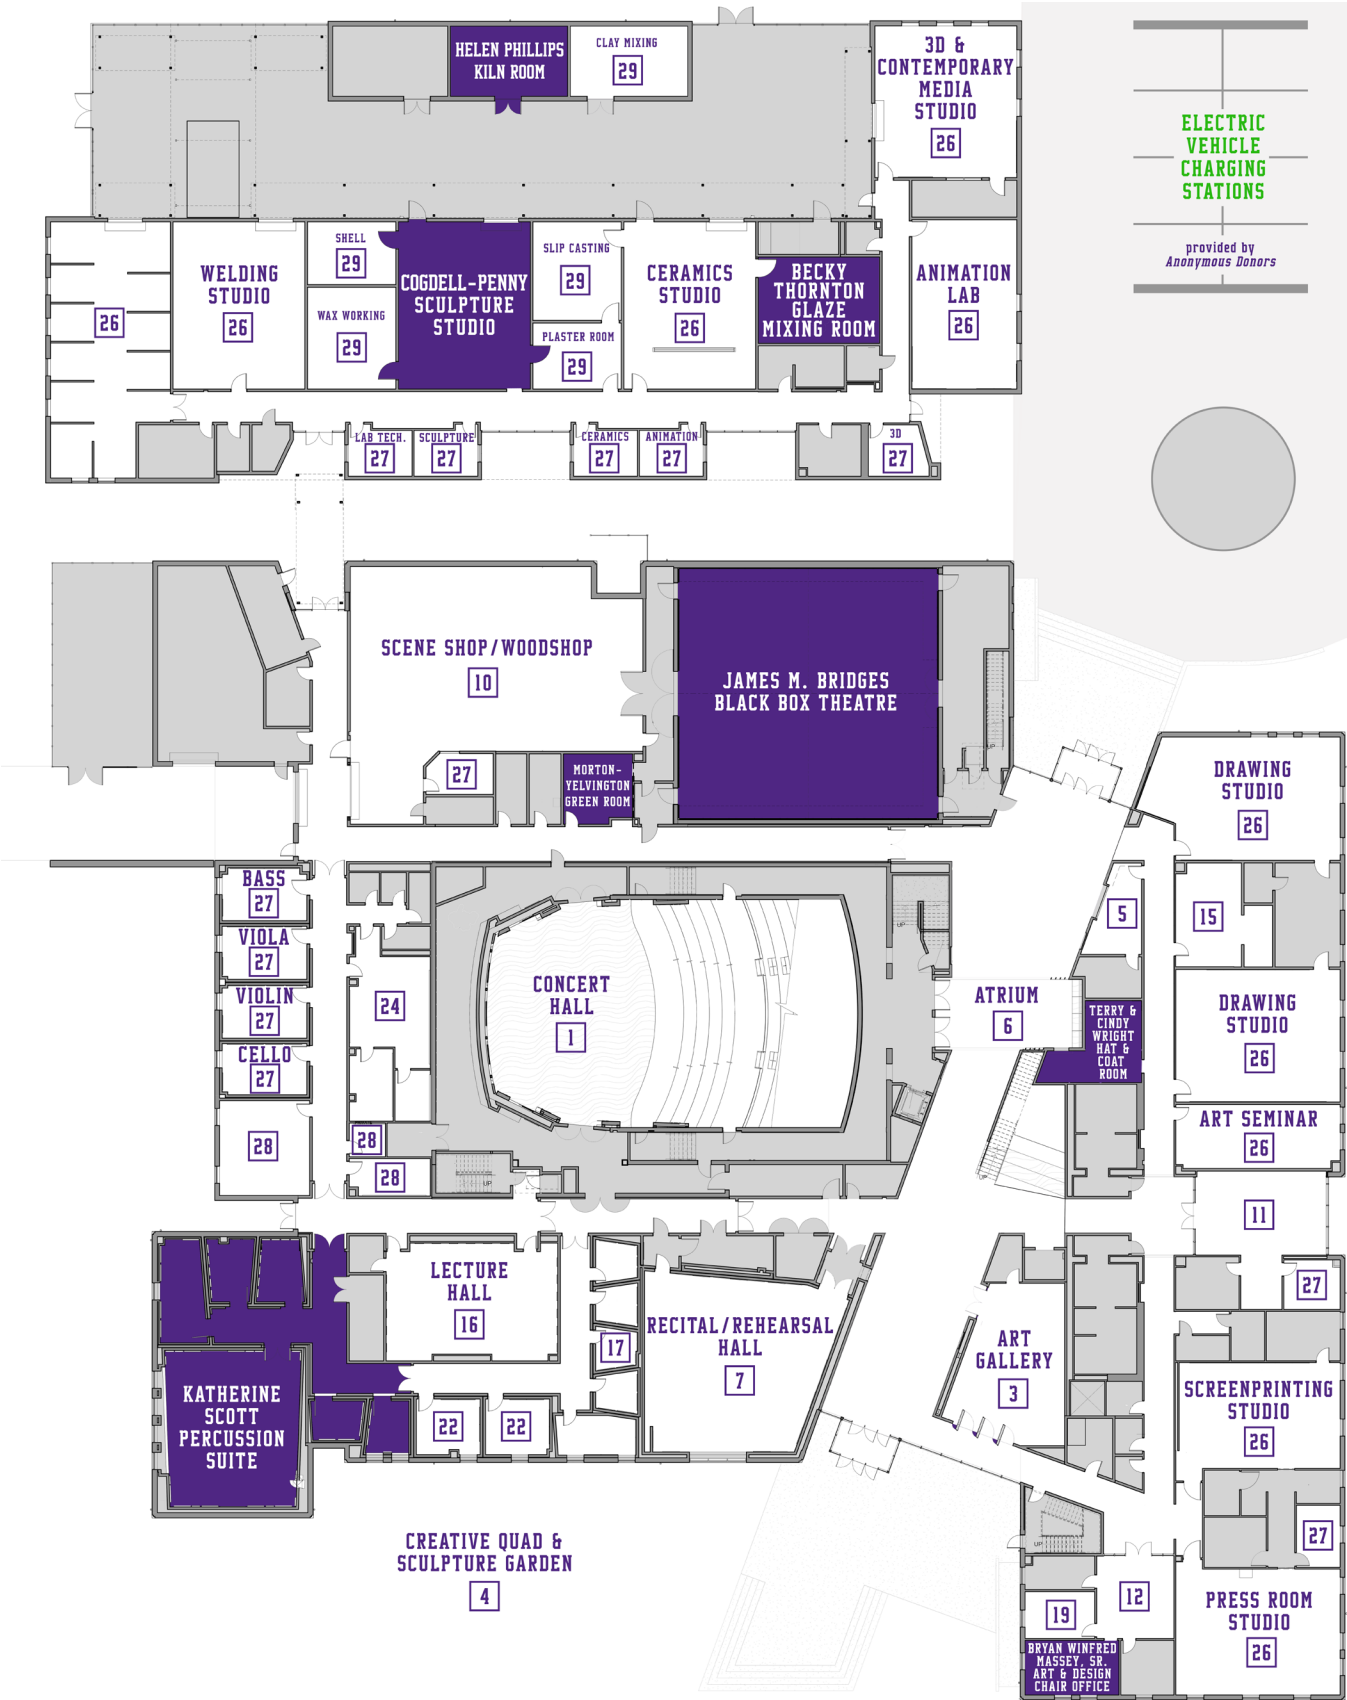 HELEN PHILLIPS
KILN ROOM
CLAY MIXING
29
3D &
CONTEMPORARY
MEDIA
STUDIO
26
ELECTRIC
VEHICLE
CHARGING
STATIONS
provided by
Anonymous Donors
26
WELDING
STUDIO
26
SHELL
29
WAX WORKING
29
COGDELL-PENNY
SCULPTURE
STUDIO
SLIP CASTING
29
PLASTER ROOM
29
CERAMICS
STUDIO
26
BECKY
THORNTON
GLAZE
MIXING ROOM
ANIMATION
LAB
26
LAB TECH.
27
SCULPTURE
27
CERAMICS
27
ANIMATION
27
3D
27
SCENE SHOP/WOODSHOP
10
27
MORTON-
YELVINGTON
GREEN ROOM
JAMES M. BRIDGES
BLACK BOX THEATRE
DRAWING
STUDIO
26
BASS
27
VIOLA
27
VIOLIN
27
CELLO
27
28
24
28
28
UP
CONCERT
HALL
1
UP
ATRIUM
6
5
15
TERRY &
CINDY
WRIGHT
HAT &
COAT
ROOM
DRAWING
STUDIO
26
ART SEMINAR
26
11
27
KATHERINE
SCOTT
PERCUSSION
SUITE
LECTURE
HALL
16
22
22
17
RECITAL/REHEARSAL
HALL
7
ART
GALLERY
3
SCREENPRINTING
STUDIO
26
27
UP
CREATIVE QUAD &
SCULPTURE GARDEN
4
12
19
BRYAN WINFRED
MASSEY, SR.
ART & DESIGN
CHAIR OFFICE
PRESS ROOM
STUDIO
26